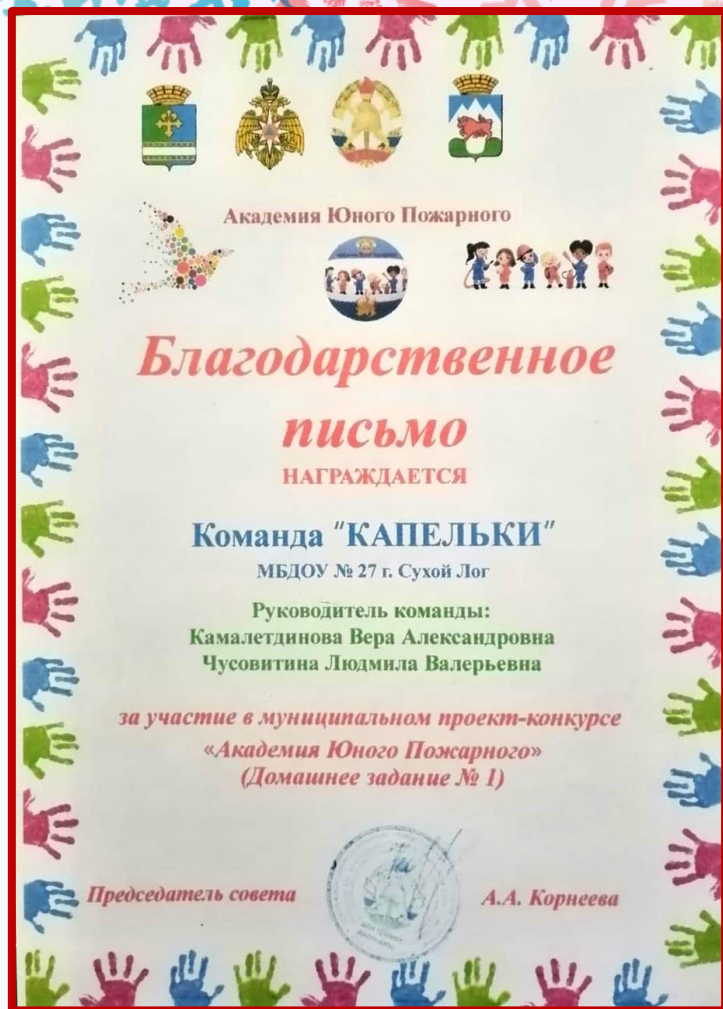 Академия Юного Пожарного
Благодарственное
письмо
НАГРАЖДАЕТСЯ
Команда "КАПЕЛЬКИ"
МБДОУ № 27 г. Сухой Лог
Руководитель команды:
Камалетдинова Вера Александровна
Чусовитина Людмила Валерьевна
за участие в муниципальном проект-конкурсе
«Академия Юного Пожарного»
(Домашнее задание № 1)
Председатель совета
А.А. Корнеева